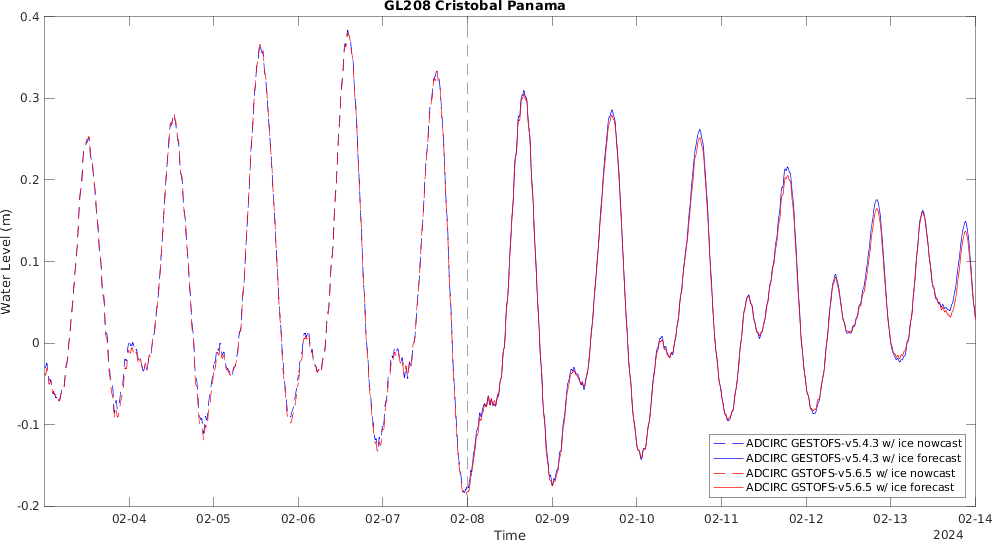 GL208 Cristobal Panama
0.4
0.3
0.2
0.1
0
-0.1
-0.2
Water Level (m)
02-04 02-05 02-06 02-07 02-08 02-09 02-10 02-11 02-12 02-13 02-14
Time
2024
ADCIRC GESTOFS-v5.4.3 w/ ice nowcast
ADCIRC GESTOFS-v5.4.3 w/ ice forecast
ADCIRC GSTOFS-v5.6.5 w/ ice nowcast
ADCIRC GSTOFS-v5.6.5 w/ ice forecast